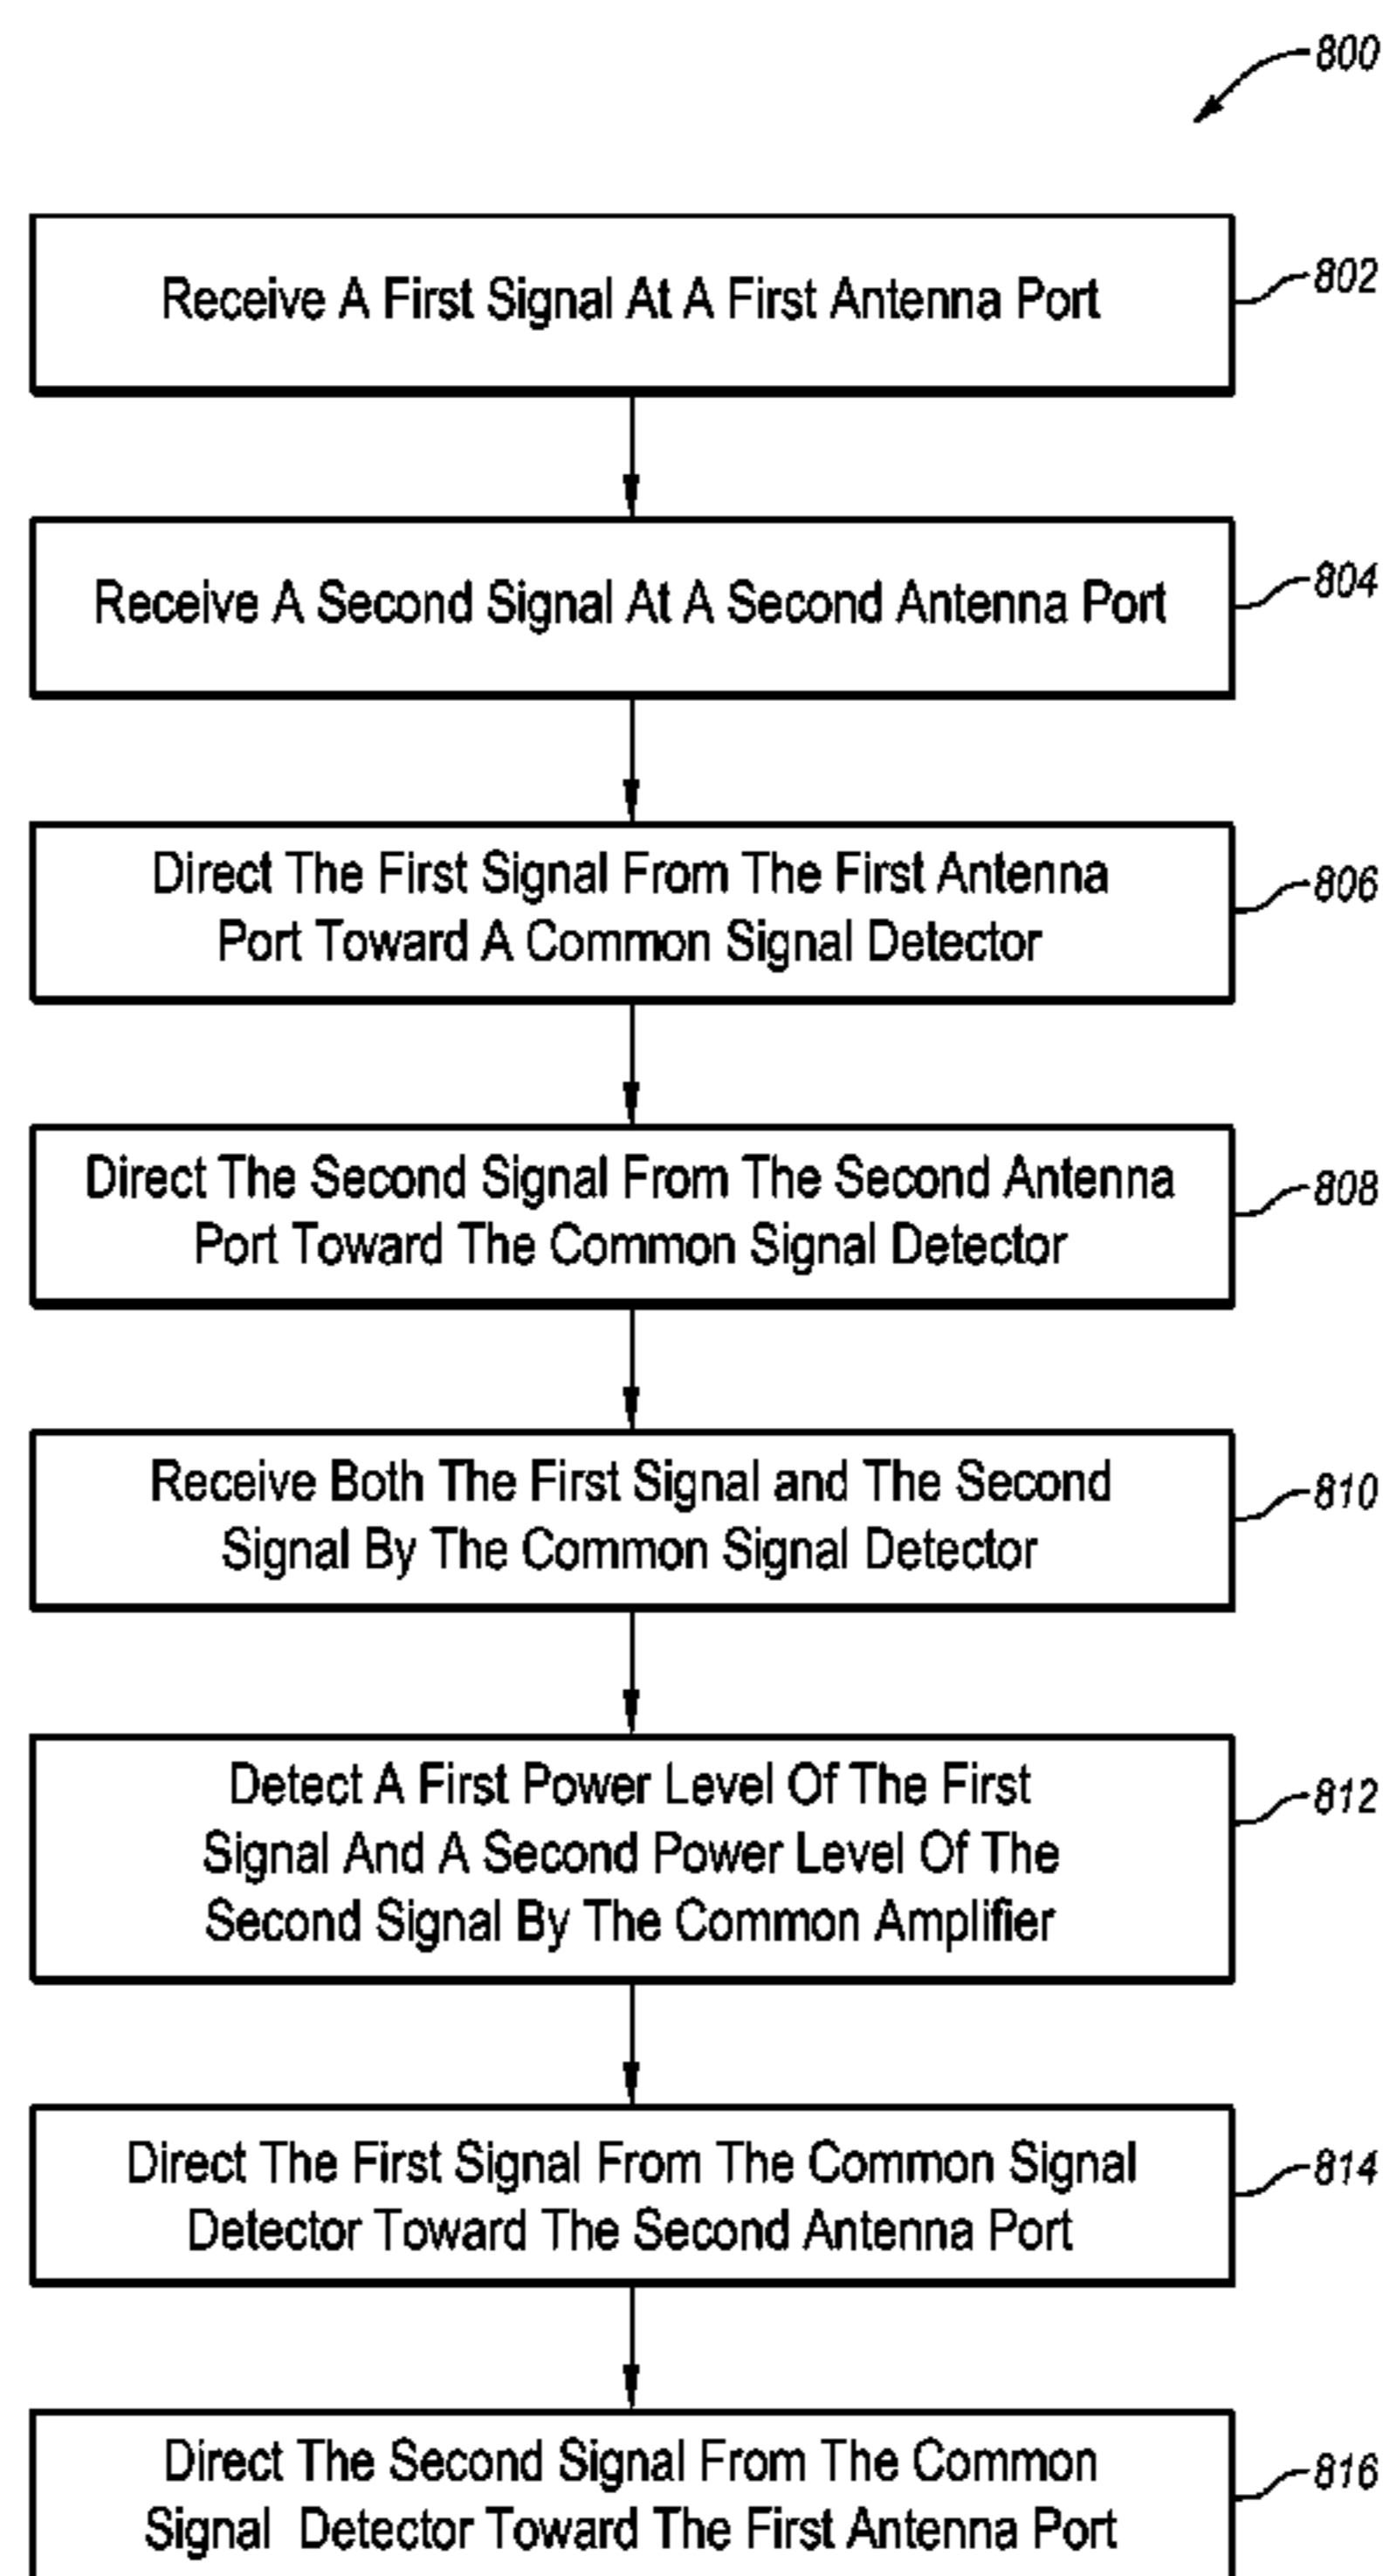 800
Receive A First Signal At A First Antenna Port
802
Receive A Second Signal At A Second Antenna Port
804
Direct The First Signal From The First Antenna
Port Toward A Common Signal Detector
806
Direct The Second Signal From The Second Antenna
Port Toward The Common Signal Detector
808
Receive Both The First Signal and The Second
Signal By The Common Signal Detector
810
Detect A First Power Level Of The First
Signal And A Second Power Level Of The
Second Signal By The Common Amplifier
812
Direct The First Signal From The Common Signal
Detector Toward The Second Antenna Port
814
Direct The Second Signal From The Common
Signal Detector Toward The First Antenna Port
816